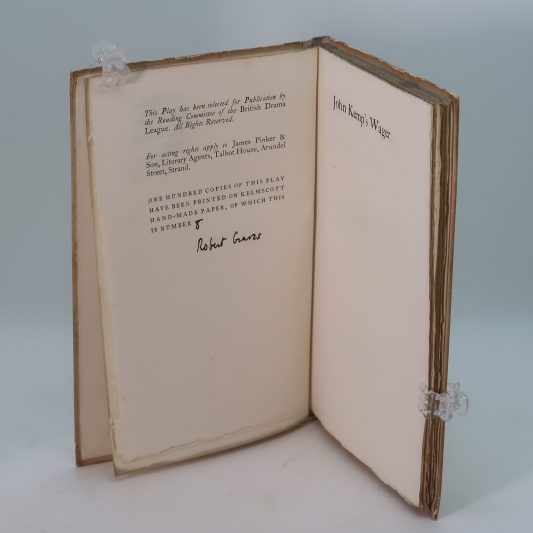 This Play has been selected for Publication by
the Reading Committee of the British Drama
League. All Rights Reserved.
For acting rights apply to James Pinker &
Son, Literary Agents, Talbot House, Arundel
Street, Strand.
ONE HUNDRED COPIES OF THIS PLAY
HAVE BEEN PRINTED ON KELMSCOTT
HAND-MADE PAPER, OF WHICH THIS
IS NUMBER 8
Robert Graves
John Kemp's Wager